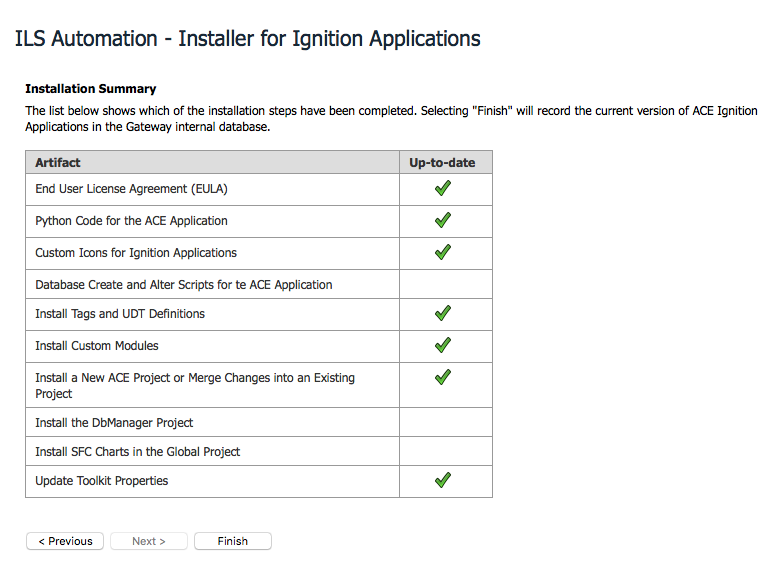 ILS Automation - Installer for Ignition Applications
Installation Summary
The list below shows which of the installation steps have been completed. Selecting "Finish" will record the current version of ACE Ignition
Applications in the Gateway internal database.
Artifact Up-to-date
End User License Agreement (EULA)
Python Code for the ACE Application
Custom Icons for Ignition Applications
Database Create and Alter Scripts for te ACE Application
Install Tags and UDT Definitions
Install Custom Modules
Install a New ACE Project or Merge Changes into an Existing
Project
Install the DbManager Project
Install SFC Charts in the Global Project
Update Toolkit Properties
< Previous Next > Finish